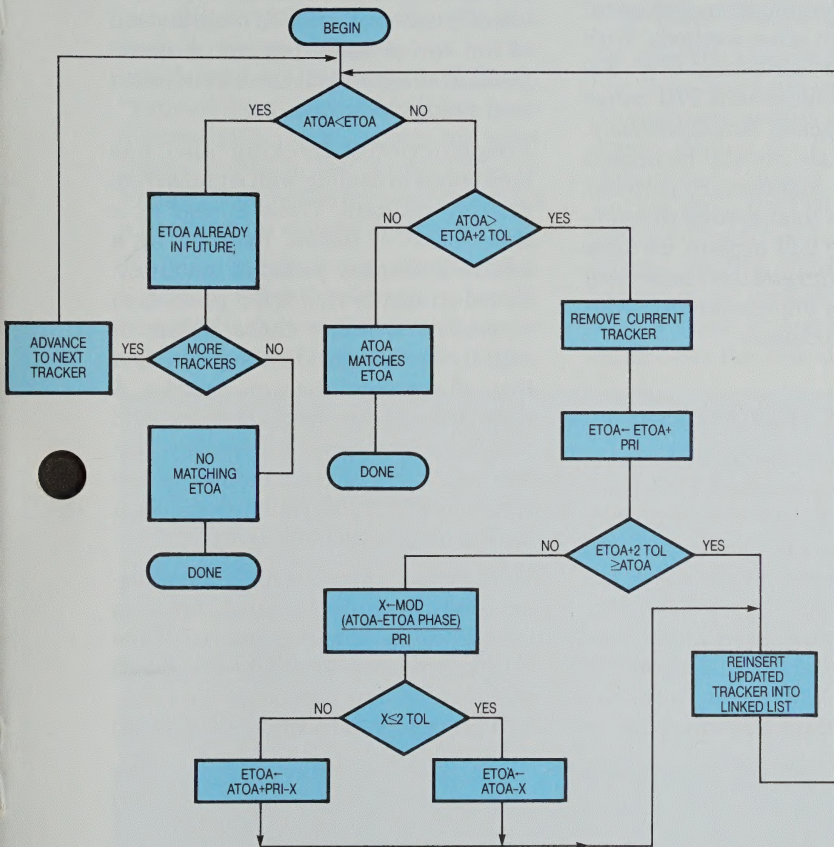 BEGIN
YES
ATOA<ETOA
NO
ETOA ALREADY
IN FUTURE;
NO
ATOA>
ETOA+2 TOL
YES
ADVANCE
TO NEXT
TRACKER
YES
MORE
TRACKERS
NO
ATOA
MATCHES
ETOA
REMOVE CURRENT
TRACKER
NO
MATCHING
ETOA
DONE
ETOA← ETOA+
PRI
DONE
NO
ETOA+2 TOL
≥ATOA
YES
X←MOD
(ATOA-ETOA PHASE)
PRI
REINSERT
UPDATED
TRACKER INTO
LINKED LIST
NO
X≤2 TOL
YES
ETOA←
ATOA+PRI-X
ETOA←
ATOA-X